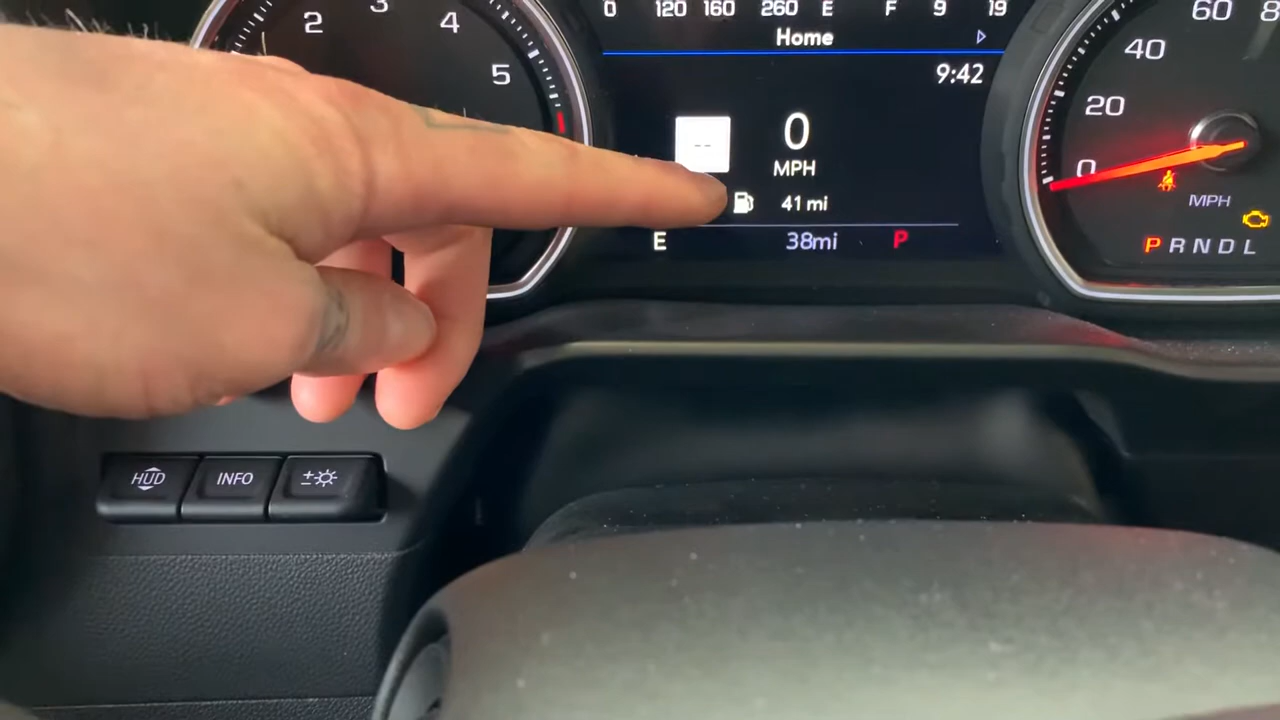 2 3 4 5
0 120 160 260 E F 9 19
Home
9:42
--
0
MPH
41 mi
E 38mi P
0 20 40 60
MPH
P R N D L
HUD INFO ±